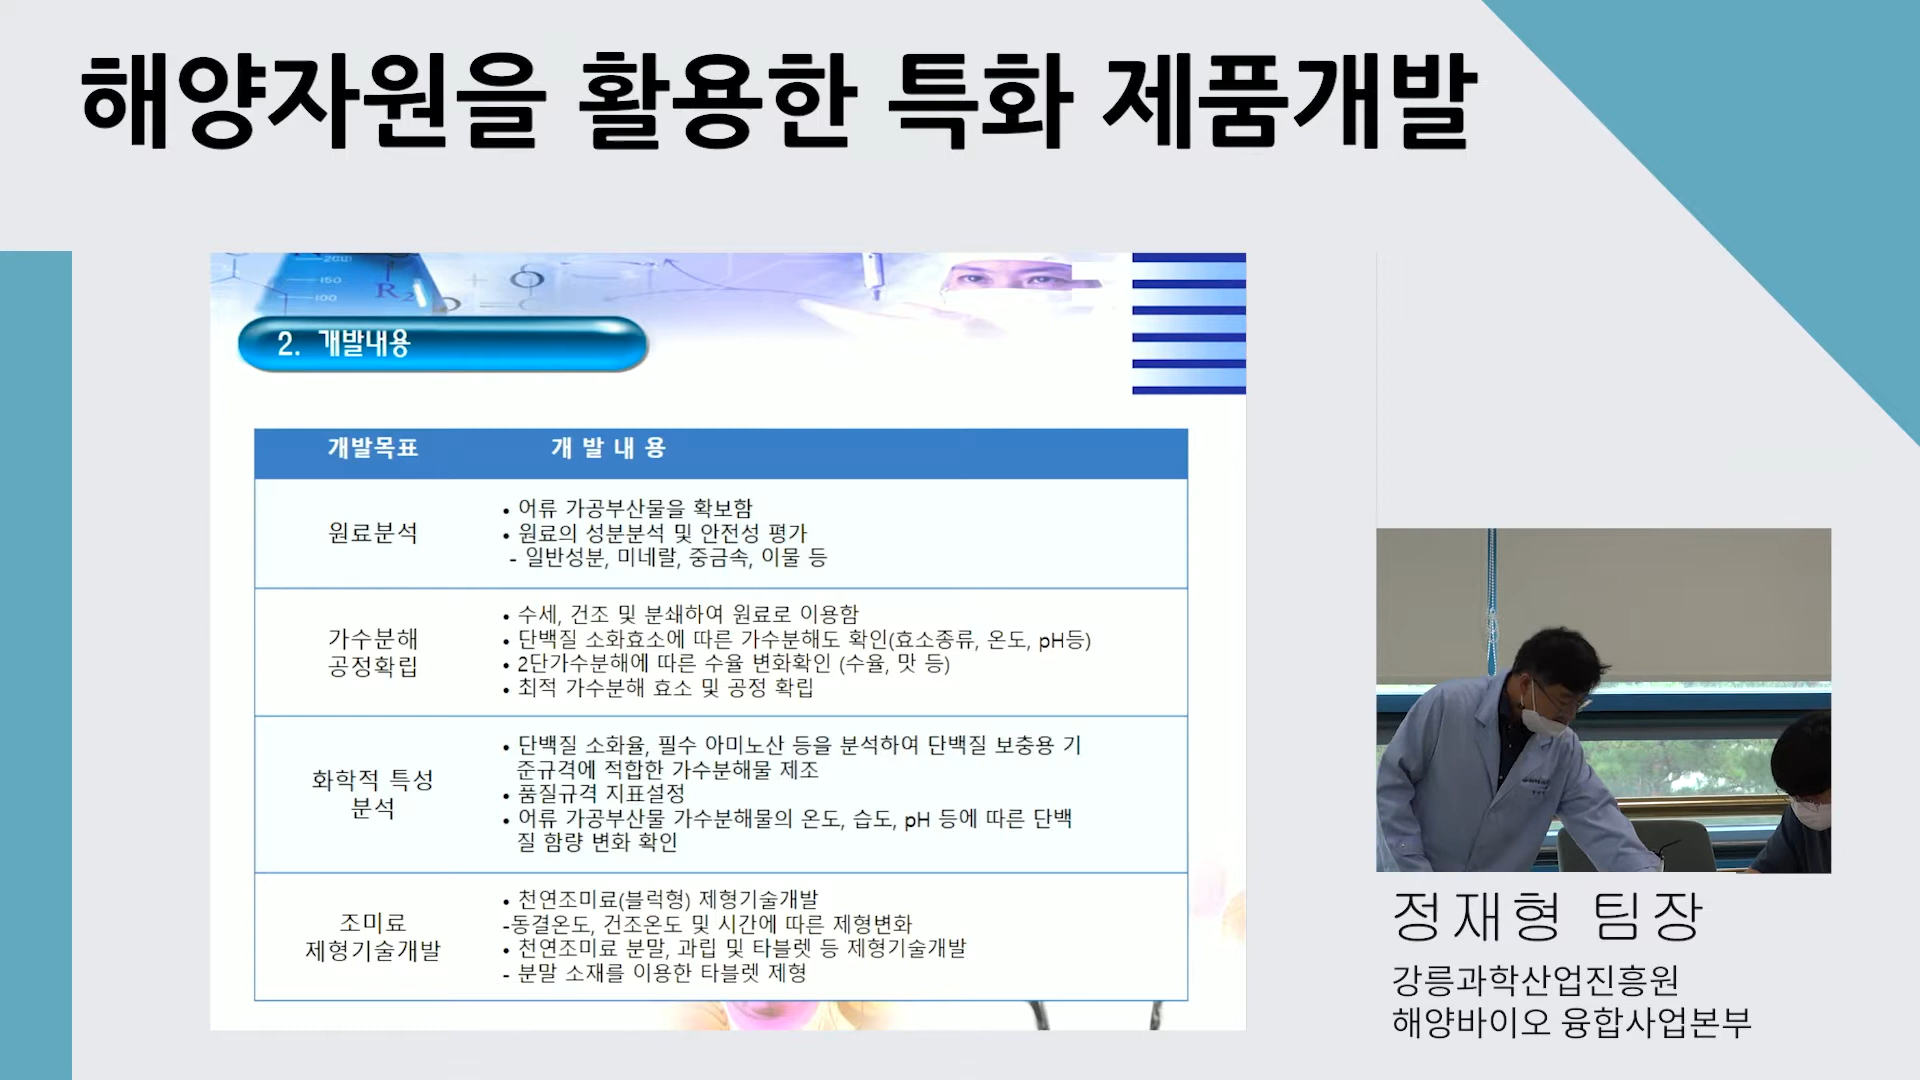 해양자원을 활용한 특화 제품개발
200
150
100
R2
2. 개발내용
개발목표 개 발 내 용
원료분석
• 어류 가공부산물을 확보함
• 원료의 성분분석 및 안전성 평가
- 일반성분, 미네랄, 중금속, 이물 등
가수분해
공정확립
• 수세, 건조 및 분쇄하여 원료로 이용함
• 단백질 소화효소에 따른 가수분해도 확인(효소종류, 온도, pH등)
• 2단가수분해에 따른 수율 변화확인 (수율, 맛 등)
• 최적 가수분해 효소 및 공정 확립
화학적 특성
분석
• 단백질 소화율, 필수 아미노산 등을 분석하여 단백질 보충용 기
준규격에 적합한 가수분해물 제조
• 품질규격 지표설정
• 어류 가공부산물 가수분해물의 온도, 습도, pH 등에 따른 단백
질 함량 변화 확인
조미료
제형기술개발
• 천연조미료(블럭형) 제형기술개발
-동결온도, 건조온도 및 시간에 따른 제형변화
• 천연조미료 분말, 과립 및 타블렛 등 제형기술개발
- 분말 소재를 이용한 타블렛 제형
정재형 팀장
강릉과학산업진흥원
해양바이오 융합사업본부